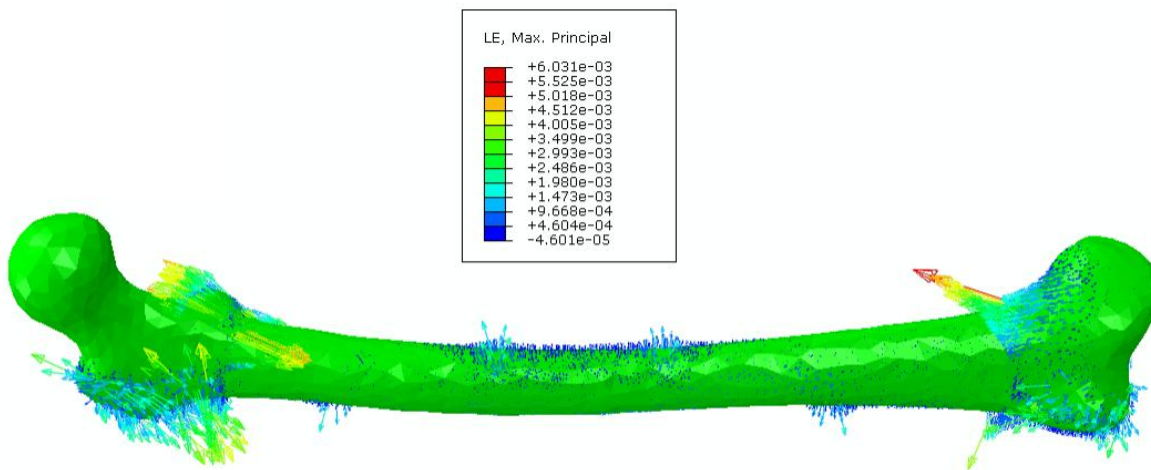 LE, Max. Principal
+6.031e-03
+5.525e-03
+5.018e-03
+4.512e-03
+4.005e-03
+3.499e-03
+2.993e-03
+2.486e-03
+1.980e-03
+1.473e-03
+9.668e-04
+4.604e-04
-4.601e-05